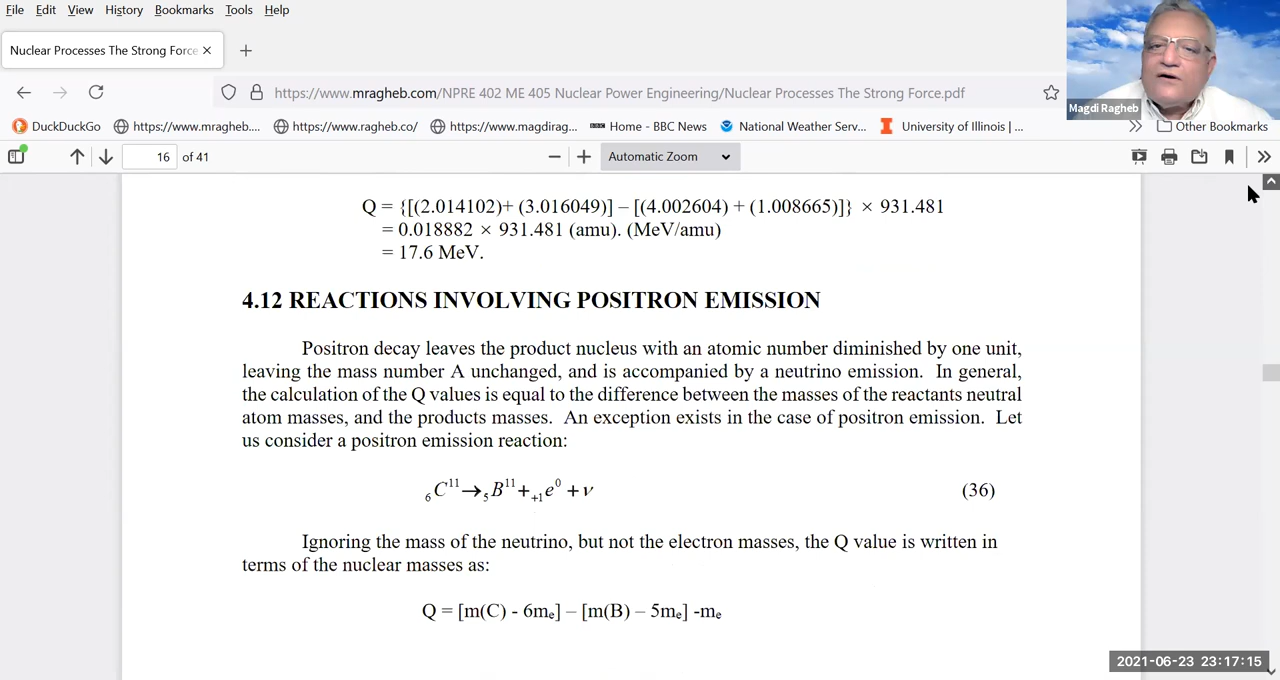 File Edit View History Bookmarks Tools Help
Nuclear Processes The Strong Force
https://www.mragheb.com/NPRE 402 ME 405 Nuclear Power Engineering/Nuclear Processes The Strong Force.pdf
Magdi Ragheb
DuckDuckGo https://www.mragheb.... https://www.ragheb.co/ https://www.magdirag... BBC Home - BBC News National Weather Serv... University of Illinois | ... Other Bookmarks
16 of 41 Automatic Zoom
Q = {[(2.014102)+ (3.016049)] – [(4.002604) + (1.008665)]} × 931.481
= 0.018882 × 931.481 (amu). (MeV/amu)
= 17.6 MeV.
4.12 REACTIONS INVOLVING POSITRON EMISSION
Positron decay leaves the product nucleus with an atomic number diminished by one unit,
leaving the mass number A unchanged, and is accompanied by a neutrino emission. In general,
the calculation of the Q values is equal to the difference between the masses of the reactants neutral
atom masses, and the products masses. An exception exists in the case of positron emission. Let
us consider a positron emission reaction:
₆C¹¹→₅B¹¹+₊₁e⁰+ν (36)
Ignoring the mass of the neutrino, but not the electron masses, the Q value is written in
terms of the nuclear masses as:
Q = [m(C) - 6mₑ] – [m(B) – 5mₑ] -mₑ
2021-06-23 23:17:15